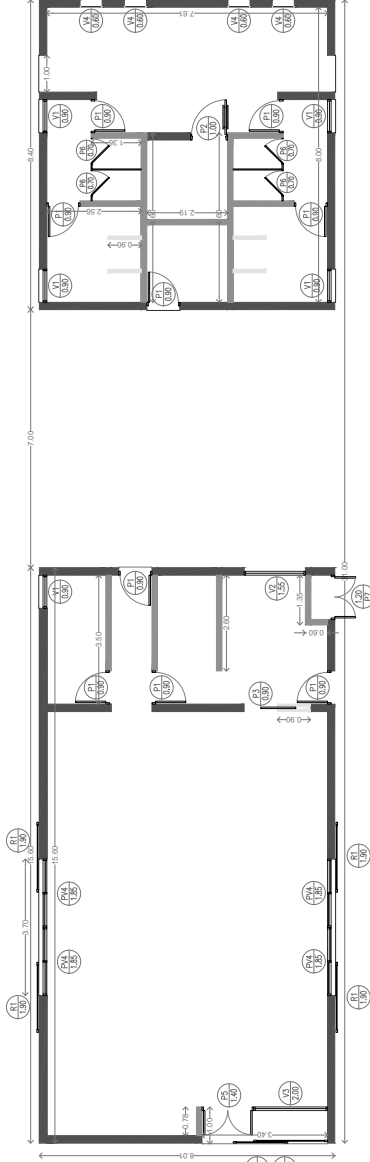 V4
0.60
V4
0.60
7.61
V4
0.60
V4
0.60
1.00
V1
0.90
P1
0.90
P2
1.00
P1
0.90
V1
0.90
8.40
1.36
P6
0.70
P6
0.70
8.00
P6
0.70
P6
0.70
2.56
2.19
P1
0.90
P1
0.90
0.90
V1
0.90
P1
0.90
V1
0.90
7.00
V1
0.90
P1
0.90
V2
1.55
1.35
1.20
P7
3.50
2.60
0.60
P1
0.90
P1
0.90
P3
0.90
P1
0.90
0.90
R1
1.90
15.60
15.60
R1
1.90
3.70
PV4
1.85
PV4
1.85
PV4
1.85
PV4
1.85
R1
1.90
R1
1.90
P5
1.40
V3
2.00
0.78
1.00
3.40
8.01